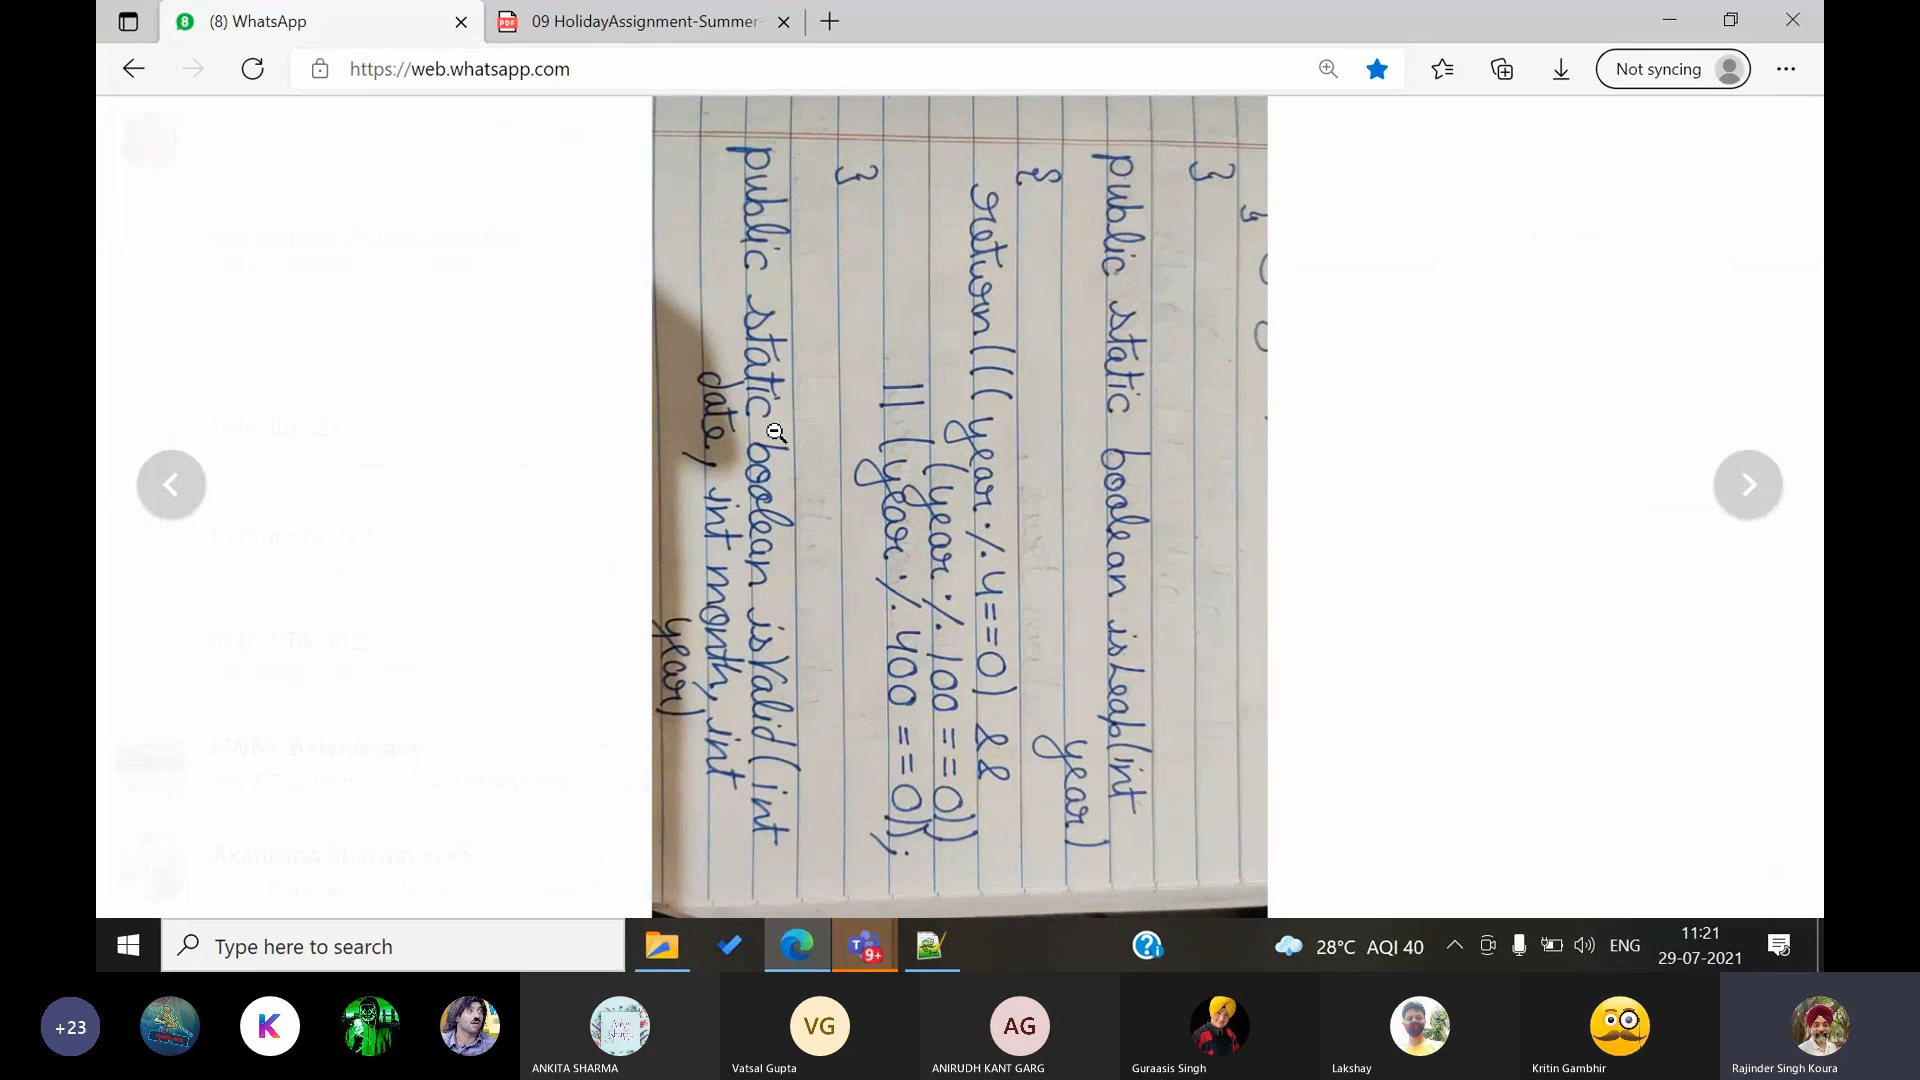 (8) WhatsApp
09 HolidayAssignment-Summer-
https://web.whatsapp.com
Not syncing
}
public static boolean isLeap(int
year)
{
return(((year % 4==0) &&
(year % 100 ==0))
|| (year % 400 ==0));
}
public static boolean isValid(int
date, int month, int
year)
Type here to search
9+
28°C AQI 40
ENG
11:21
29-07-2021
+23
K
VG
AG
ANKITA SHARMA
Vatsal Gupta
ANIRUDH KANT GARG
Guraasis Singh
Lakshay
Kritin Gambhir
Rajinder Singh Koura